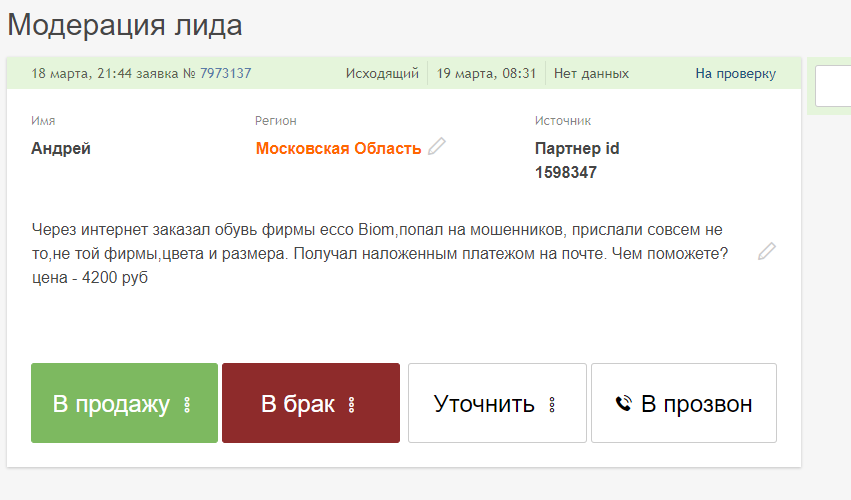 Модерация лида
18 марта, 21:44 заявка № 7973137 Исходящий 19 марта, 08:31 Нет данных На проверку
Имя Регион Источник
Андрей Московская Область Партнер id
1598347
Через интернет заказал обувь фирмы ecco Biom,попал на мошенников, прислали совсем не
то,не той фирмы,цвета и размера. Получал наложенным платежом на почте. Чем поможете?
цена - 4200 руб
В продажу В брак Уточнить В прозвон